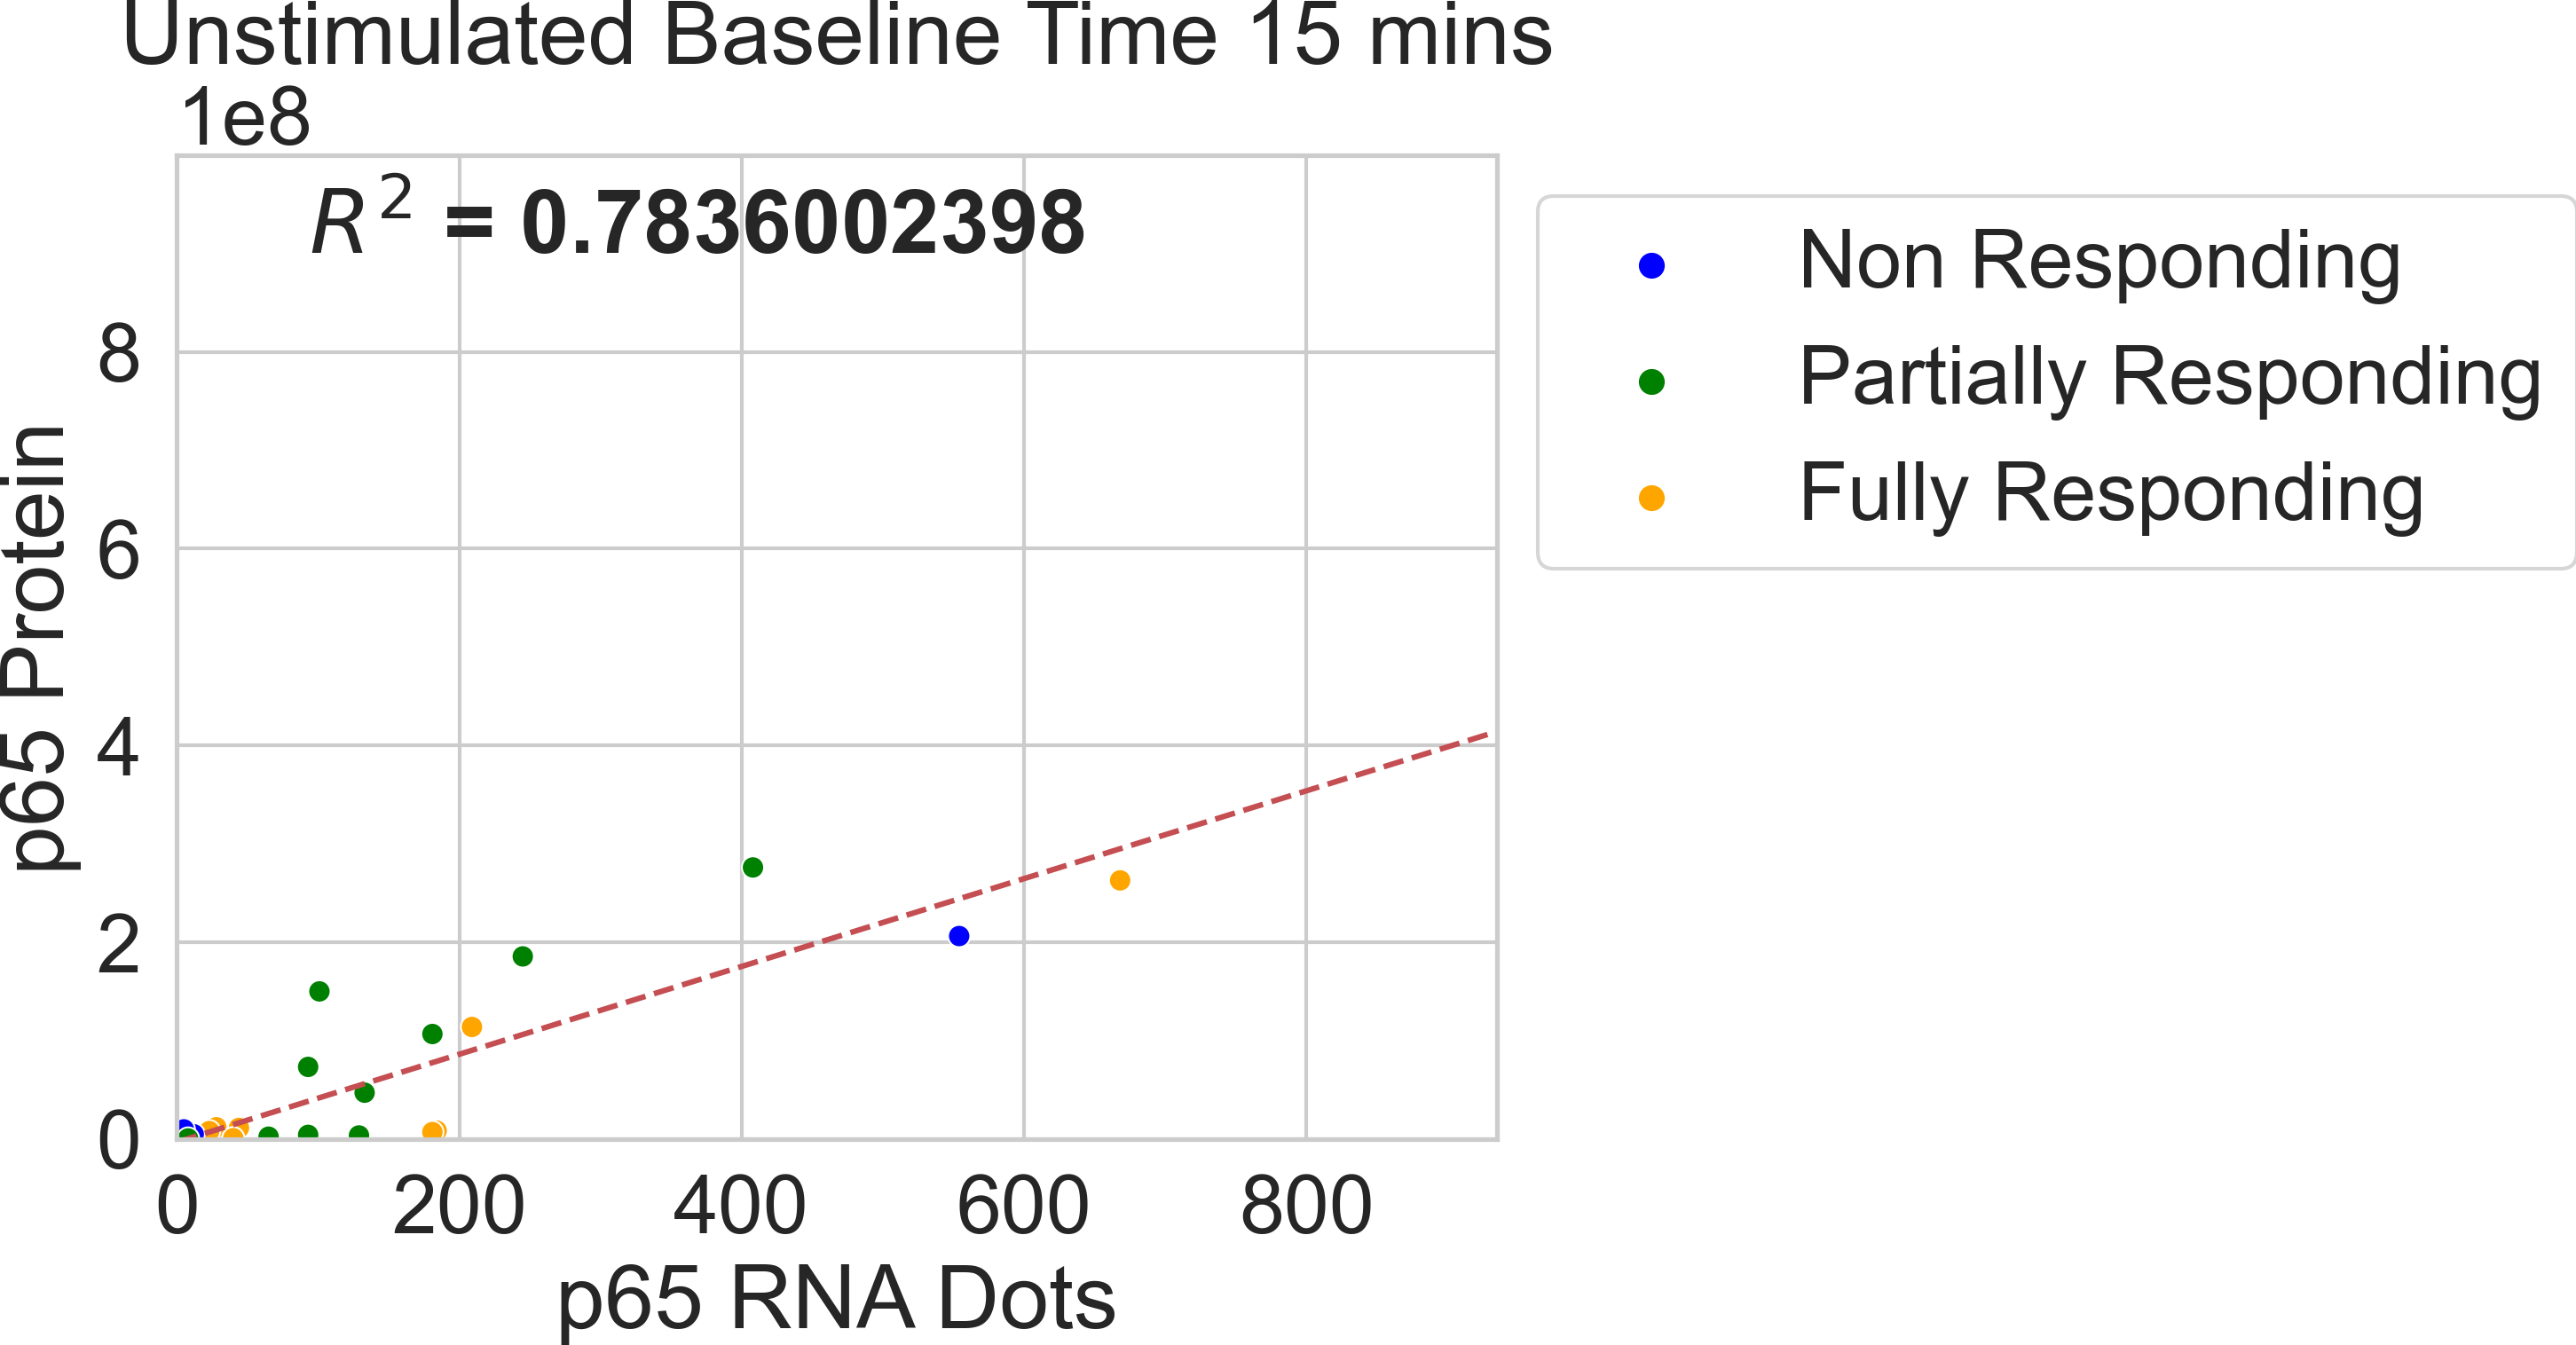 Unstimulated Baseline Time 15 mins
1e8
R² = 0.7836002398
Non Responding
Partially Responding
Fully Responding
p65 Protein
8
6
4
2
0
0 200 400 600 800
p65 RNA Dots